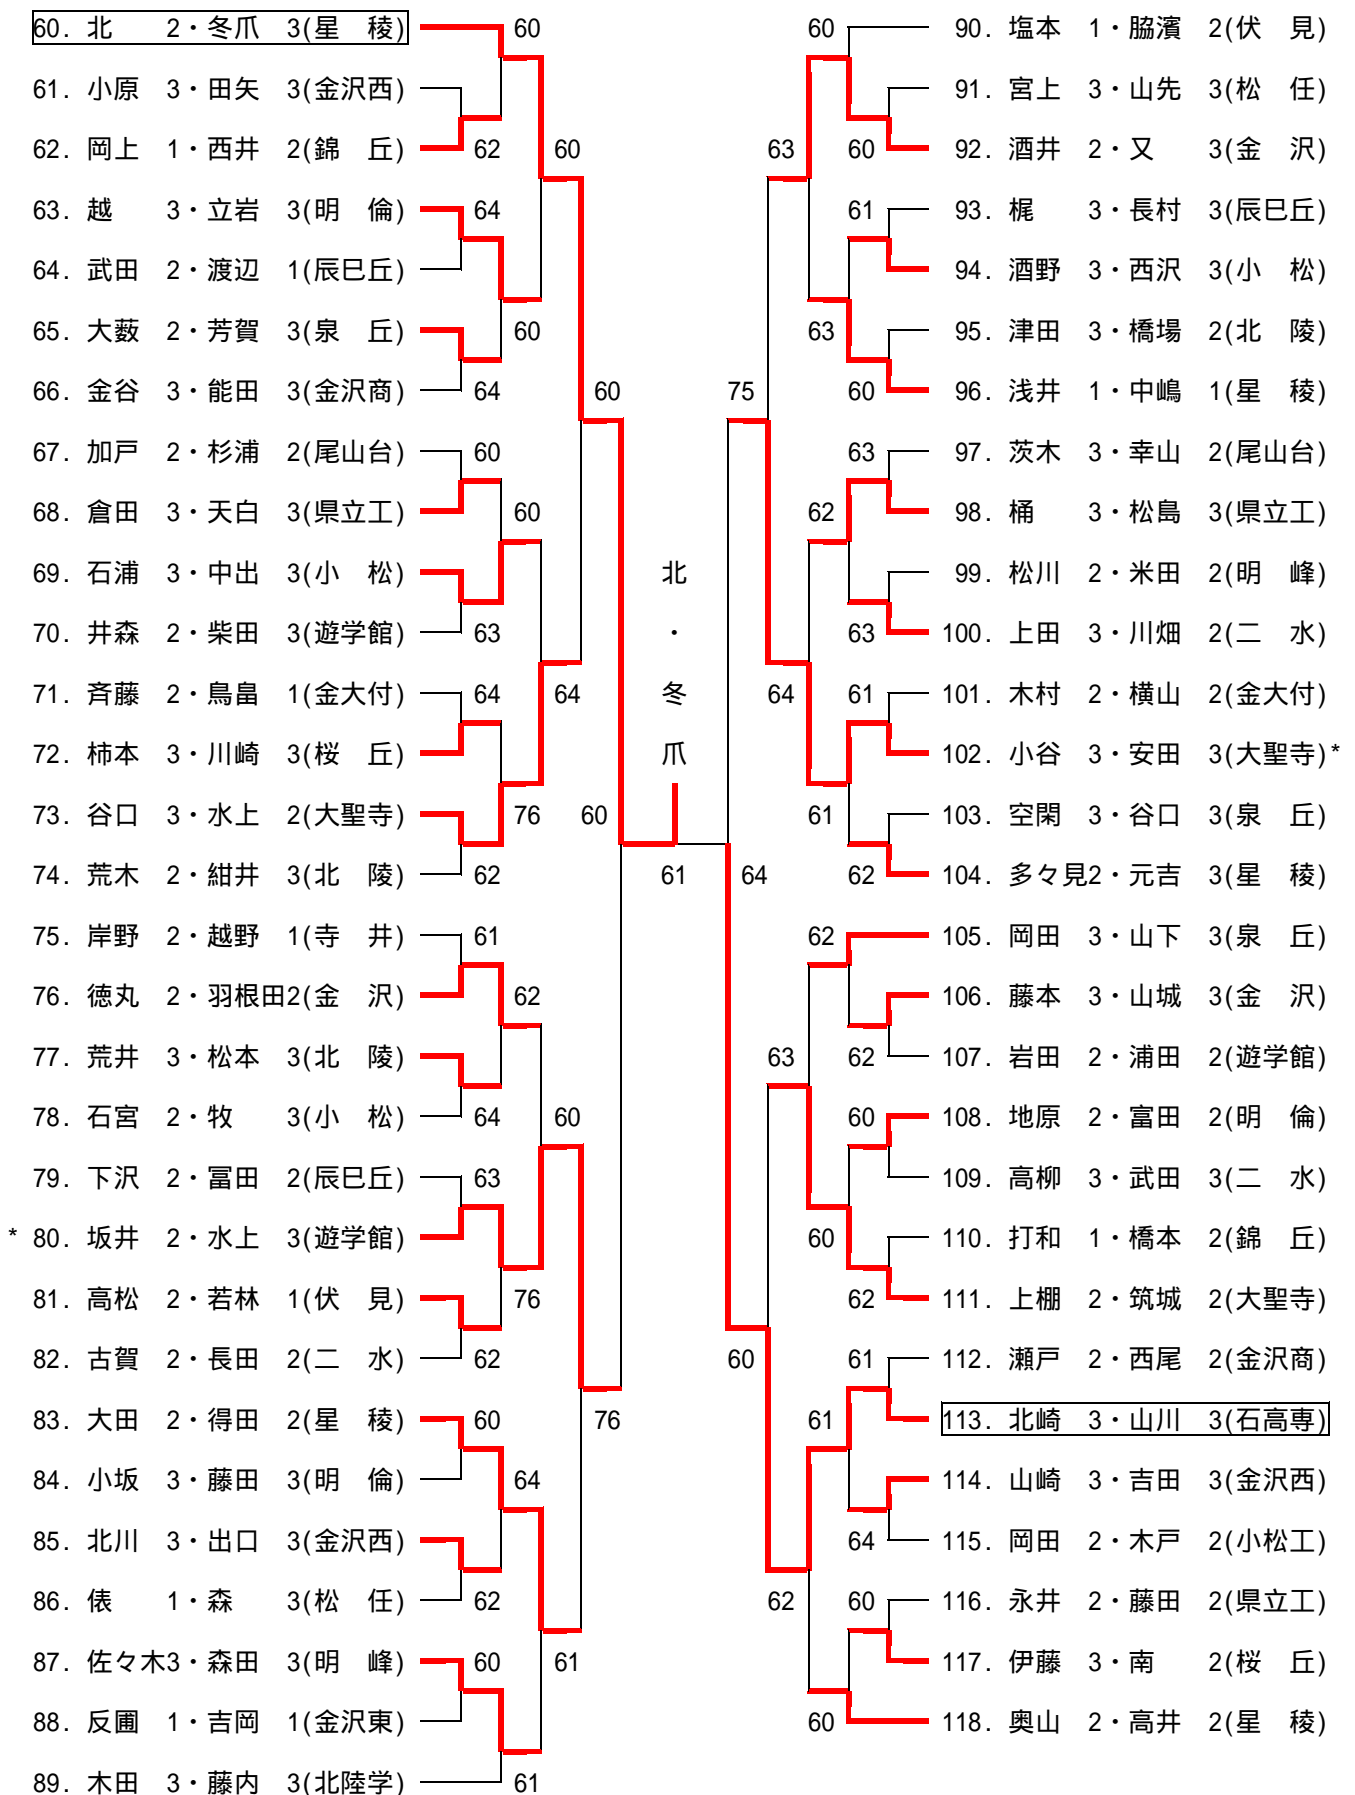 60. 北 2・冬爪 3(星 稜)
60
61. 小原 3・田矢 3(金沢西)
62. 岡上 1・西井 2(錦 丘)
62
60
63. 越 3・立岩 3(明 倫)
64
64. 武田 2・渡辺 1(辰巳丘)
65. 大薮 2・芳賀 3(泉 丘)
60
66. 金谷 3・能田 3(金沢商)
64
60
67. 加戸 2・杉浦 2(尾山台)
60
68. 倉田 3・天白 3(県立工)
60
69. 石浦 3・中出 3(小 松)
70. 井森 2・柴田 3(遊学館)
63
71. 斉藤 2・鳥畠 1(金大付)
64
64
72. 柿本 3・川崎 3(桜 丘)
73. 谷口 3・水上 2(大聖寺)
76
60
74. 荒木 2・紺井 3(北 陵)
62
75. 岸野 2・越野 1(寺 井)
61
76. 徳丸 2・羽根田2(金 沢)
62
77. 荒井 3・松本 3(北 陵)
78. 石宮 2・牧 3(小 松)
64
60
79. 下沢 2・冨田 2(辰巳丘)
63
* 80. 坂井 2・水上 3(遊学館)
81. 高松 2・若林 1(伏 見)
76
82. 古賀 2・長田 2(二 水)
62
83. 大田 2・得田 2(星 稜)
60
76
84. 小坂 3・藤田 3(明 倫)
64
85. 北川 3・出口 3(金沢西)
86. 俵 1・森 3(松 任)
62
87. 佐々木3・森田 3(明 峰)
60
61
88. 反圃 1・吉岡 1(金沢東)
89. 木田 3・藤内 3(北陸学)
61
北
・
冬
爪
61
60
90. 塩本 1・脇濱 2(伏 見)
91. 宮上 3・山先 3(松 任)
63
60
92. 酒井 2・又 3(金 沢)
61
93. 梶 3・長村 3(辰巳丘)
94. 酒野 3・西沢 3(小 松)
63
95. 津田 3・橋場 2(北 陵)
75
60
96. 浅井 1・中嶋 1(星 稜)
63
97. 茨木 3・幸山 2(尾山台)
62
98. 桶 3・松島 3(県立工)
99. 松川 2・米田 2(明 峰)
63
100. 上田 3・川畑 2(二 水)
64
61
101. 木村 2・横山 2(金大付)
102. 小谷 3・安田 3(大聖寺)*
61
103. 空閑 3・谷口 3(泉 丘)
64
62
104. 多々見2・元吉 3(星 稜)
62
105. 岡田 3・山下 3(泉 丘)
106. 藤本 3・山城 3(金 沢)
63
62
107. 岩田 2・浦田 2(遊学館)
60
108. 地原 2・富田 2(明 倫)
109. 高柳 3・武田 3(二 水)
60
110. 打和 1・橋本 2(錦 丘)
62
111. 上棚 2・筑城 2(大聖寺)
60
61
112. 瀬戸 2・西尾 2(金沢商)
61
113. 北崎 3・山川 3(石高専)
114. 山崎 3・吉田 3(金沢西)
64
115. 岡田 2・木戸 2(小松工)
62
60
116. 永井 2・藤田 2(県立工)
117. 伊藤 3・南 2(桜 丘)
60
118. 奥山 2・高井 2(星 稜)